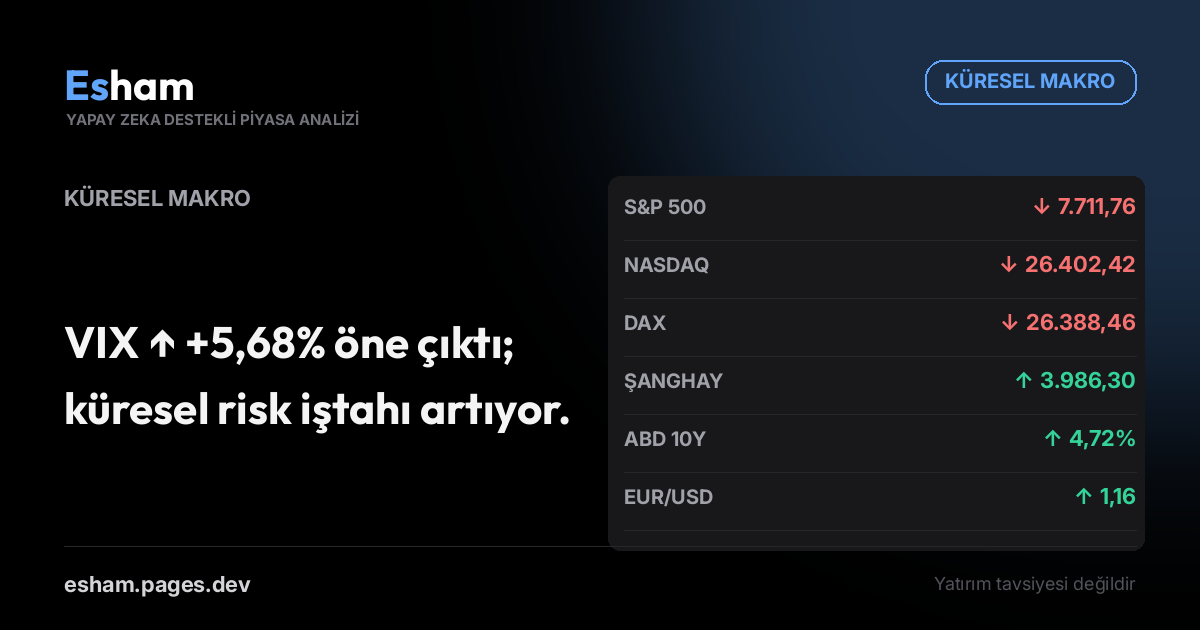 Esham
YAPAY ZEKA DESTEKLİ PİYASA ANALİZİ
KÜRESEL MAKRO
KÜRESEL MAKRO
VIX ↑ +5,68% öne çıktı;
küresel risk iştahı artıyor.
S&P 500 ↓ 7.711,76
NASDAQ ↓ 26.402,42
DAX ↓ 26.388,46
ŞANGHAY ↑ 3.986,30
ABD 10Y ↑ 4,72%
EUR/USD ↑ 1,16
esham.pages.dev
Yatırım tavsiyesi değildir